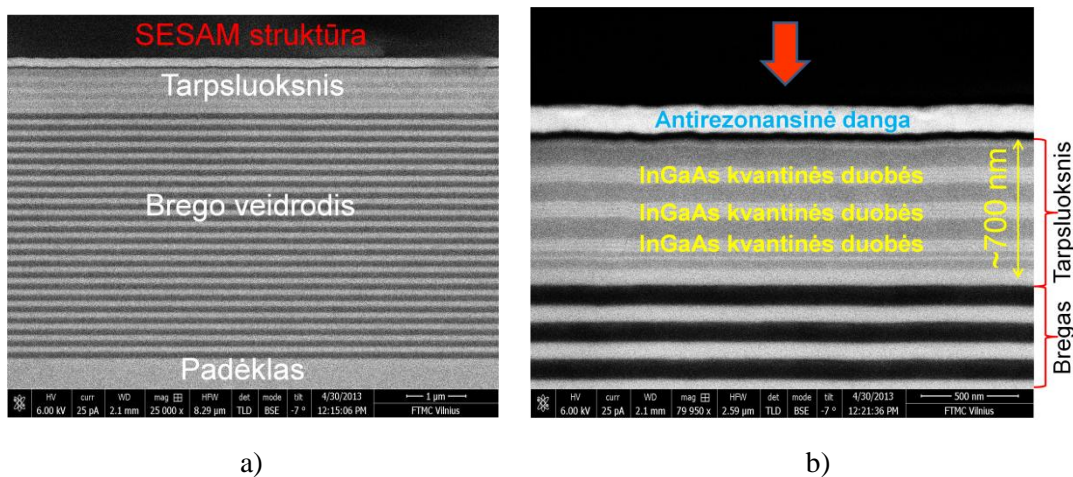 SESAM struktūra
Tarpsluoksnis
Brego veidrodis
Padėklas
HV curr WD mag HFW det mode tilt 4/30/2013 1 µm
6.00 kV 25 pA 2.1 mm 25 000 x 8.29 µm TLD BSE -7 ° 12:15:06 PM FTMC Vilnius
a)
Antirezonansinė danga
InGaAs kvantinės duobės
InGaAs kvantinės duobės
InGaAs kvantinės duobės
~700 nm
Tarpsluoksnis
Bregas
HV curr WD mag HFW det mode tilt 4/30/2013 500 nm
6.00 kV 25 pA 2.1 mm 79 950 x 2.59 µm TLD BSE -7 ° 12:21:36 PM FTMC Vilnius
b)